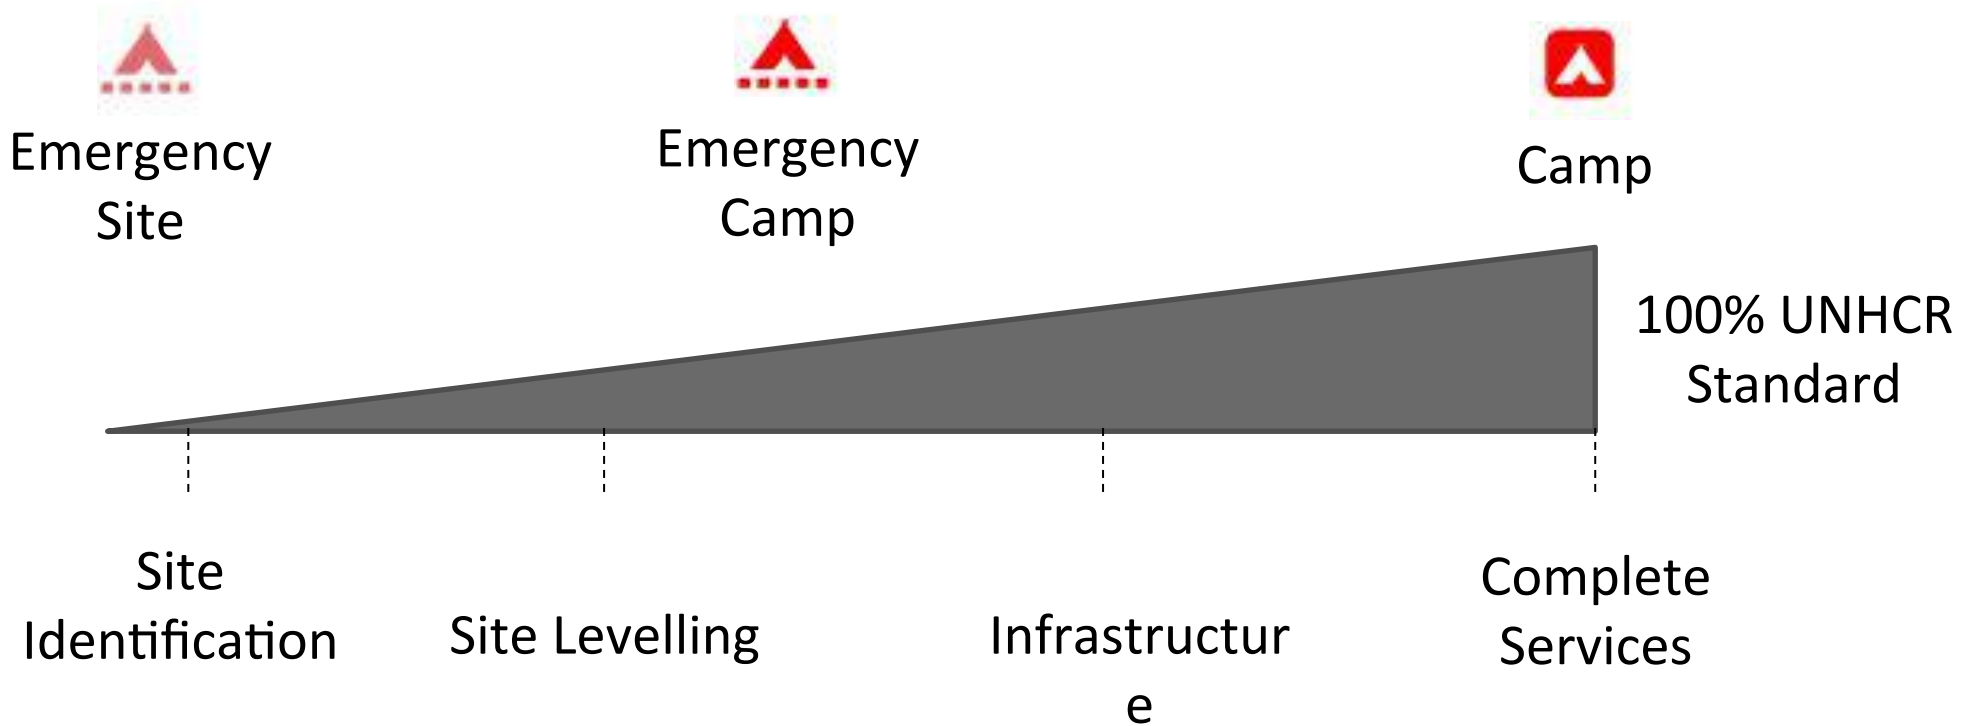 Emergency
Site
Emergency
Camp
Camp
100% UNHCR
Standard
Site
Identification
Site Levelling
Infrastructur
e
Complete
Services